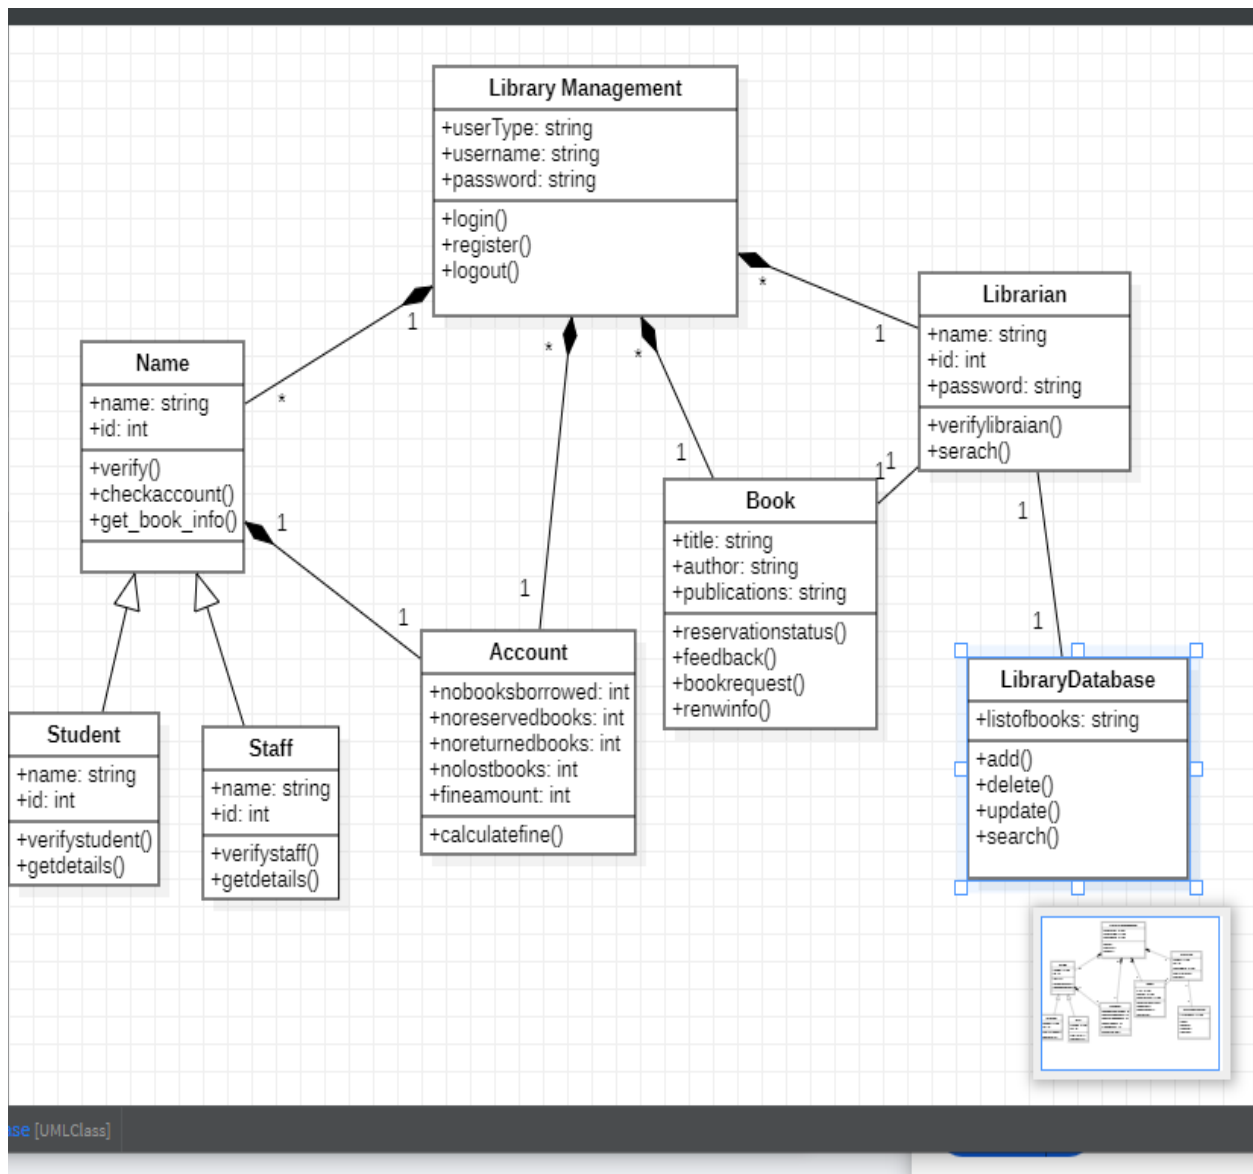 Library Management
+userType: string
+username: string
+password: string
+login()
+register()
+logout()
*
1
1
*
*
*
1
1
1
Librarian
+name: string
+id: int
+password: string
+verifylibraian()
+serach()
Name
+name: string
+id: int
+verify()
+checkaccount()
+get_book_info()
1
1
1
1
1
1
Book
+title: string
+author: string
+publications: string
+reservationstatus()
+feedback()
+bookrequest()
+renwinfo()
Account
+nobooksborrowed: int
+noreservedbooks: int
+noreturnedbooks: int
+nolostbooks: int
+fineamount: int
+calculatefine()
LibraryDatabase
+listofbooks: string
+add()
+delete()
+update()
+search()
Student
+name: string
+id: int
+verifystudent()
+getdetails()
Staff
+name: string
+id: int
+verifystaff()
+getdetails()
ase [UMLClass]